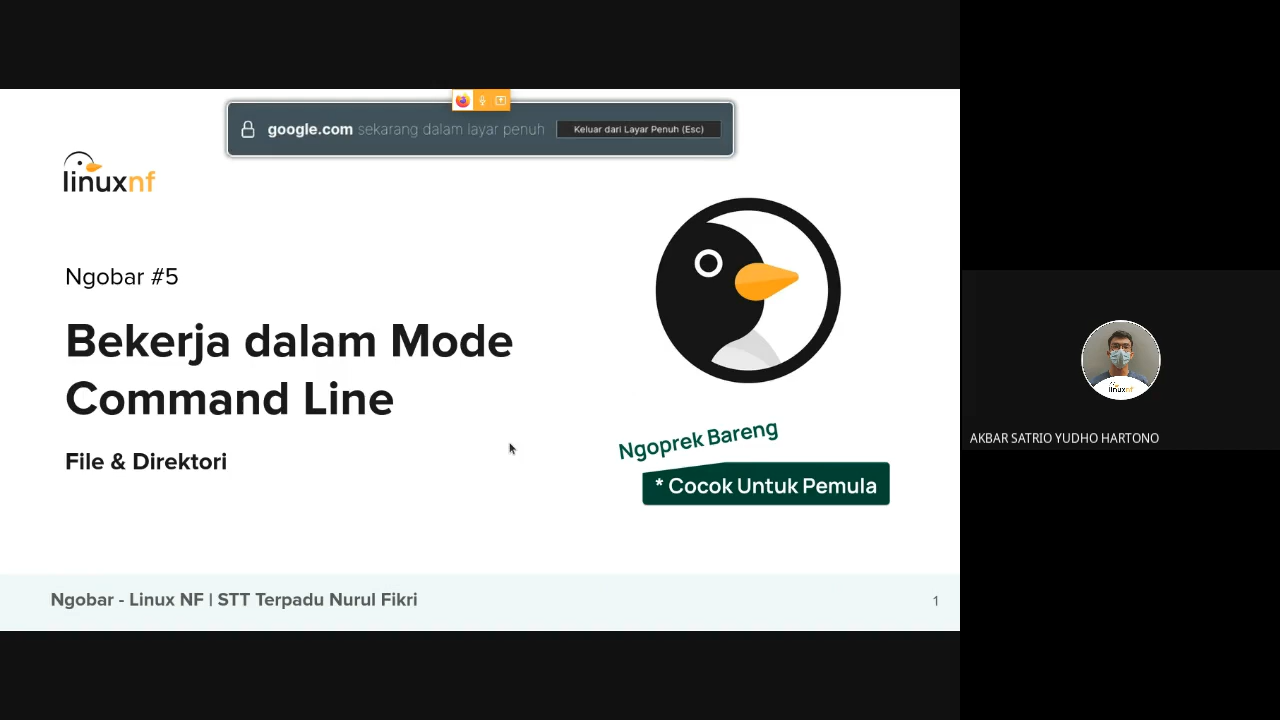 google.com sekarang dalam layar penuh
Keluar dari Layar Penuh (Esc)
linuxnf
Ngobar #5
Bekerja dalam Mode
Command Line
File & Direktori
Ngoprek Bareng
* Cocok Untuk Pemula
Ngobar - Linux NF | STT Terpadu Nurul Fikri
1
linuxnf
AKBAR SATRIO YUDHO HARTONO